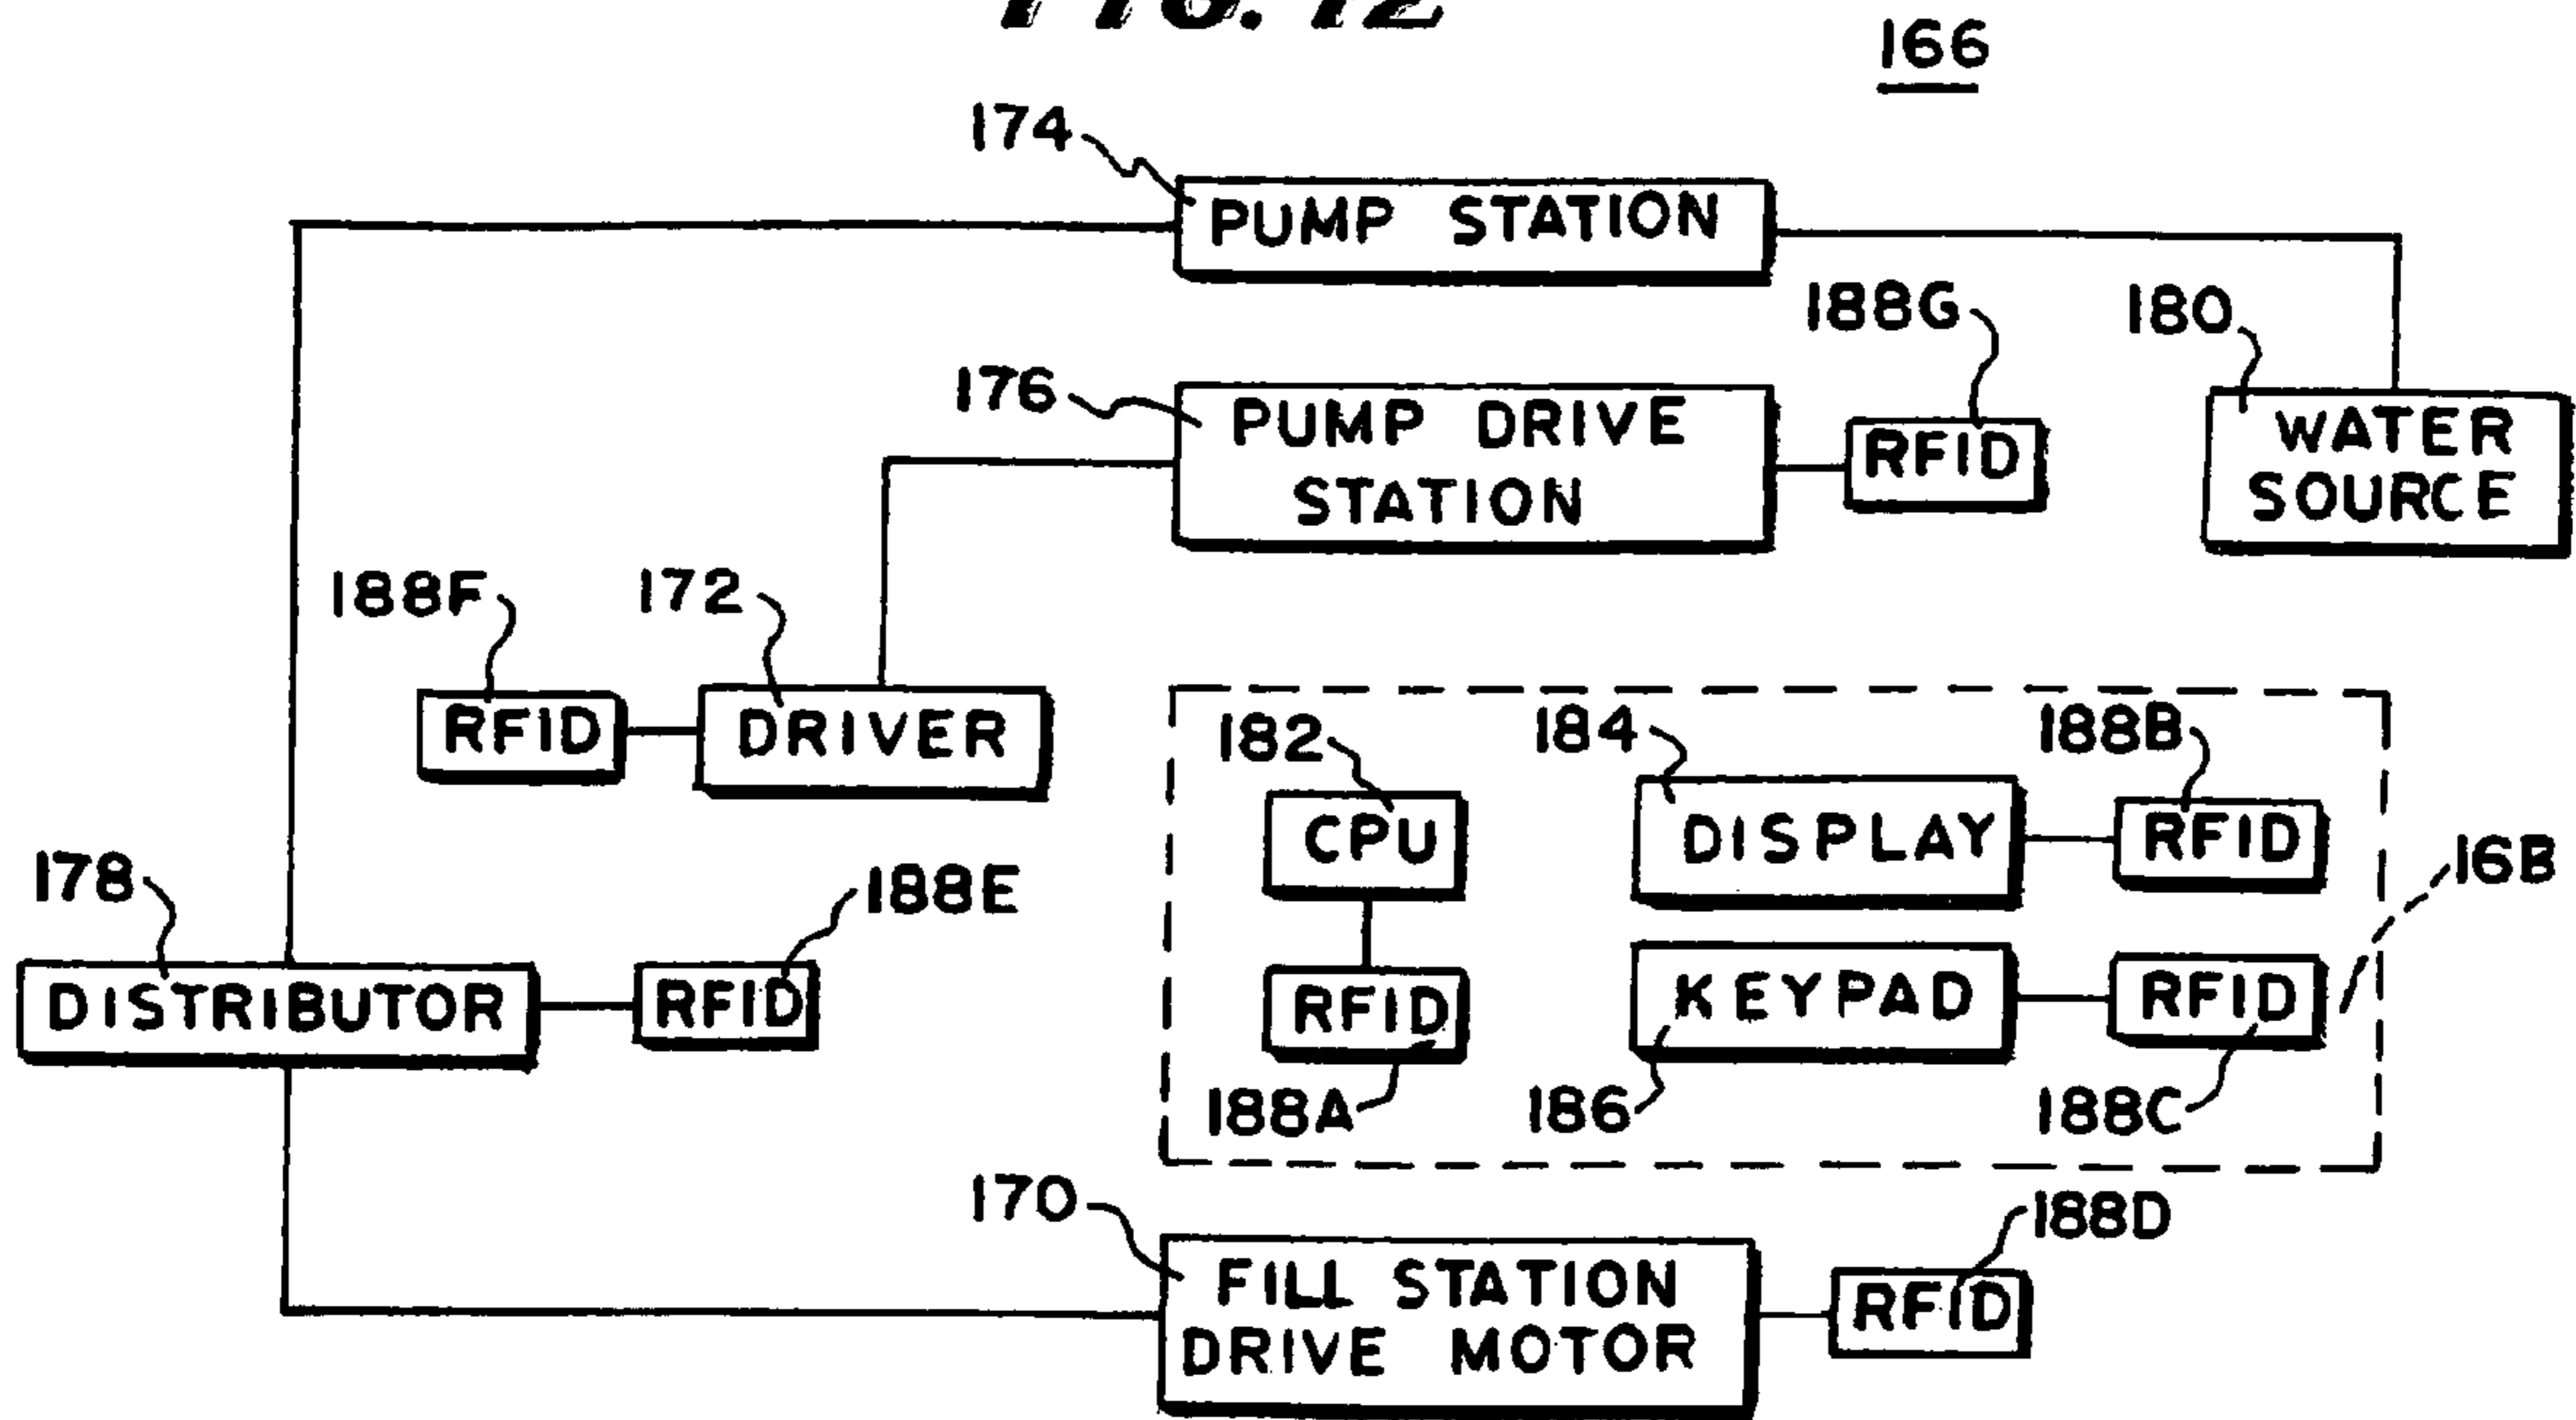 FIG. 12
166
174
PUMP STATION
188G
180
176
PUMP DRIVE
STATION
RFID
WATER
SOURCE
188F
172
RFID
DRIVER
182
184
188B
CPU
DISPLAY
RFID
16B
178
188E
DISTRIBUTOR
RFID
RFID
KEYPAD
RFID
188A
186
188C
170
188D
FILL STATION
DRIVE MOTOR
RFID